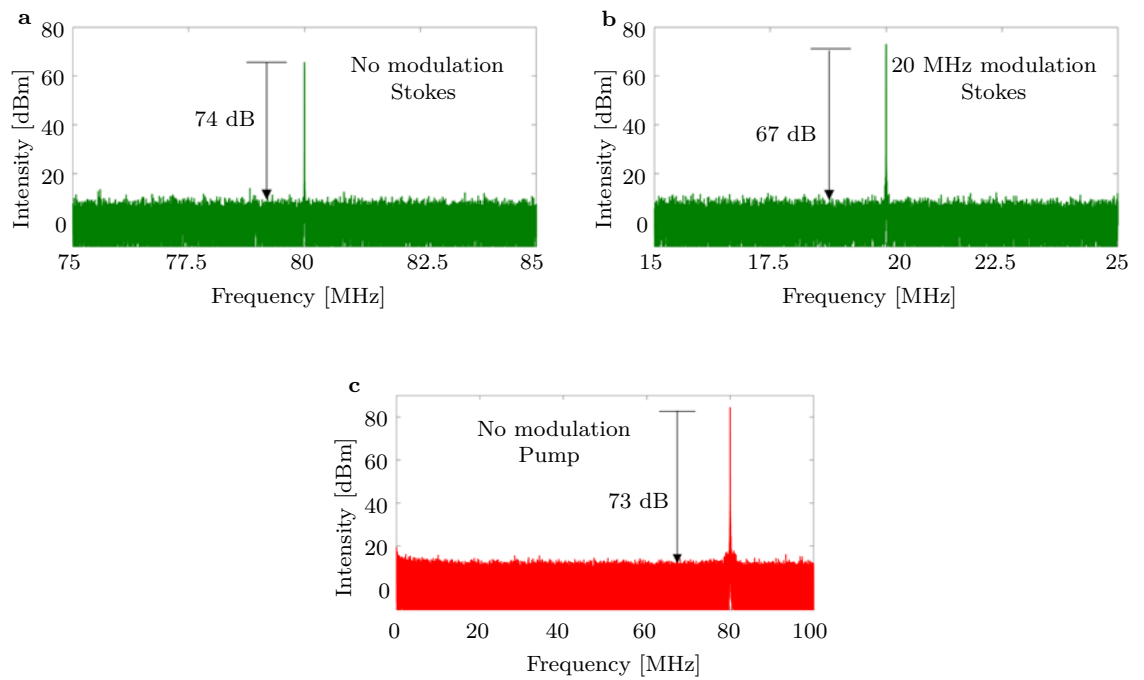 a
80
60
40
20
0
Intensity [dBm]
74 dB
No modulation
Stokes
75
77.5
80
82.5
85
Frequency [MHz]
b
80
60
40
20
0
Intensity [dBm]
67 dB
20 MHz modulation
Stokes
15
17.5
20
22.5
25
Frequency [MHz]
c
80
60
40
20
0
Intensity [dBm]
No modulation
Pump
73 dB
0
20
40
60
80
100
Frequency [MHz]